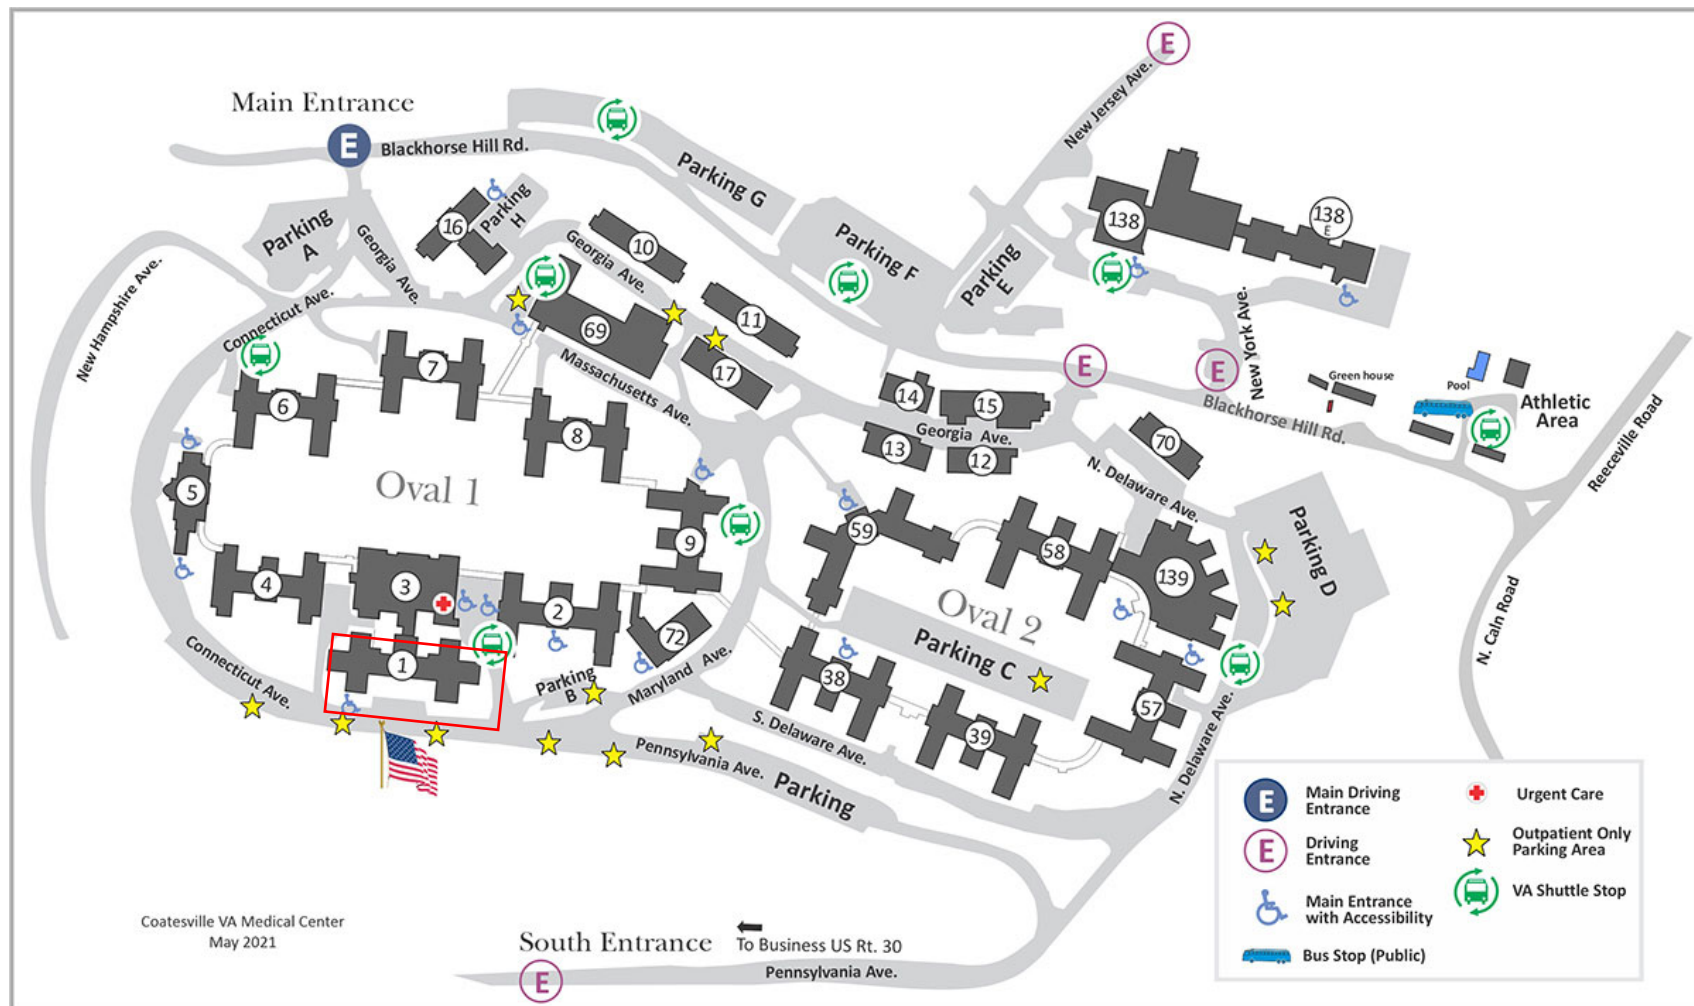 E
New Jersey Ave.
Main Entrance
E
Blackhorse Hill Rd.
Parking G
Parking
H
16
Parking
A
Georgia Ave.
10
Georgia Ave.
Parking F
Parking
E
138
138
E
New Hampshire Ave.
Connecticut Ave.
69
11
17
Massachusetts Ave.
7
6
8
14
15
Georgia Ave.
13
12
E
E
New York Ave.
Blackhorse Hill Rd.
Green house
Pool
Athletic
Area
Reeceville Road
70
N. Delaware Ave.
Oval 1
5
9
59
58
139
Parking D
4
3
2
72
1
Oval 2
Parking C
38
39
57
N. Caln Road
Connecticut Ave.
Parking
B
Maryland Ave.
S. Delaware Ave.
N. Delaware Ave.
Pennsylvania Ave.
Parking
E
Main Driving
Entrance
Urgent Care
E
Driving
Entrance
Outpatient Only
Parking Area
Main Entrance
with Accessibility
VA Shuttle Stop
Bus Stop (Public)
Coatesville VA Medical Center
May 2021
South Entrance
To Business US Rt. 30
E
Pennsylvania Ave.